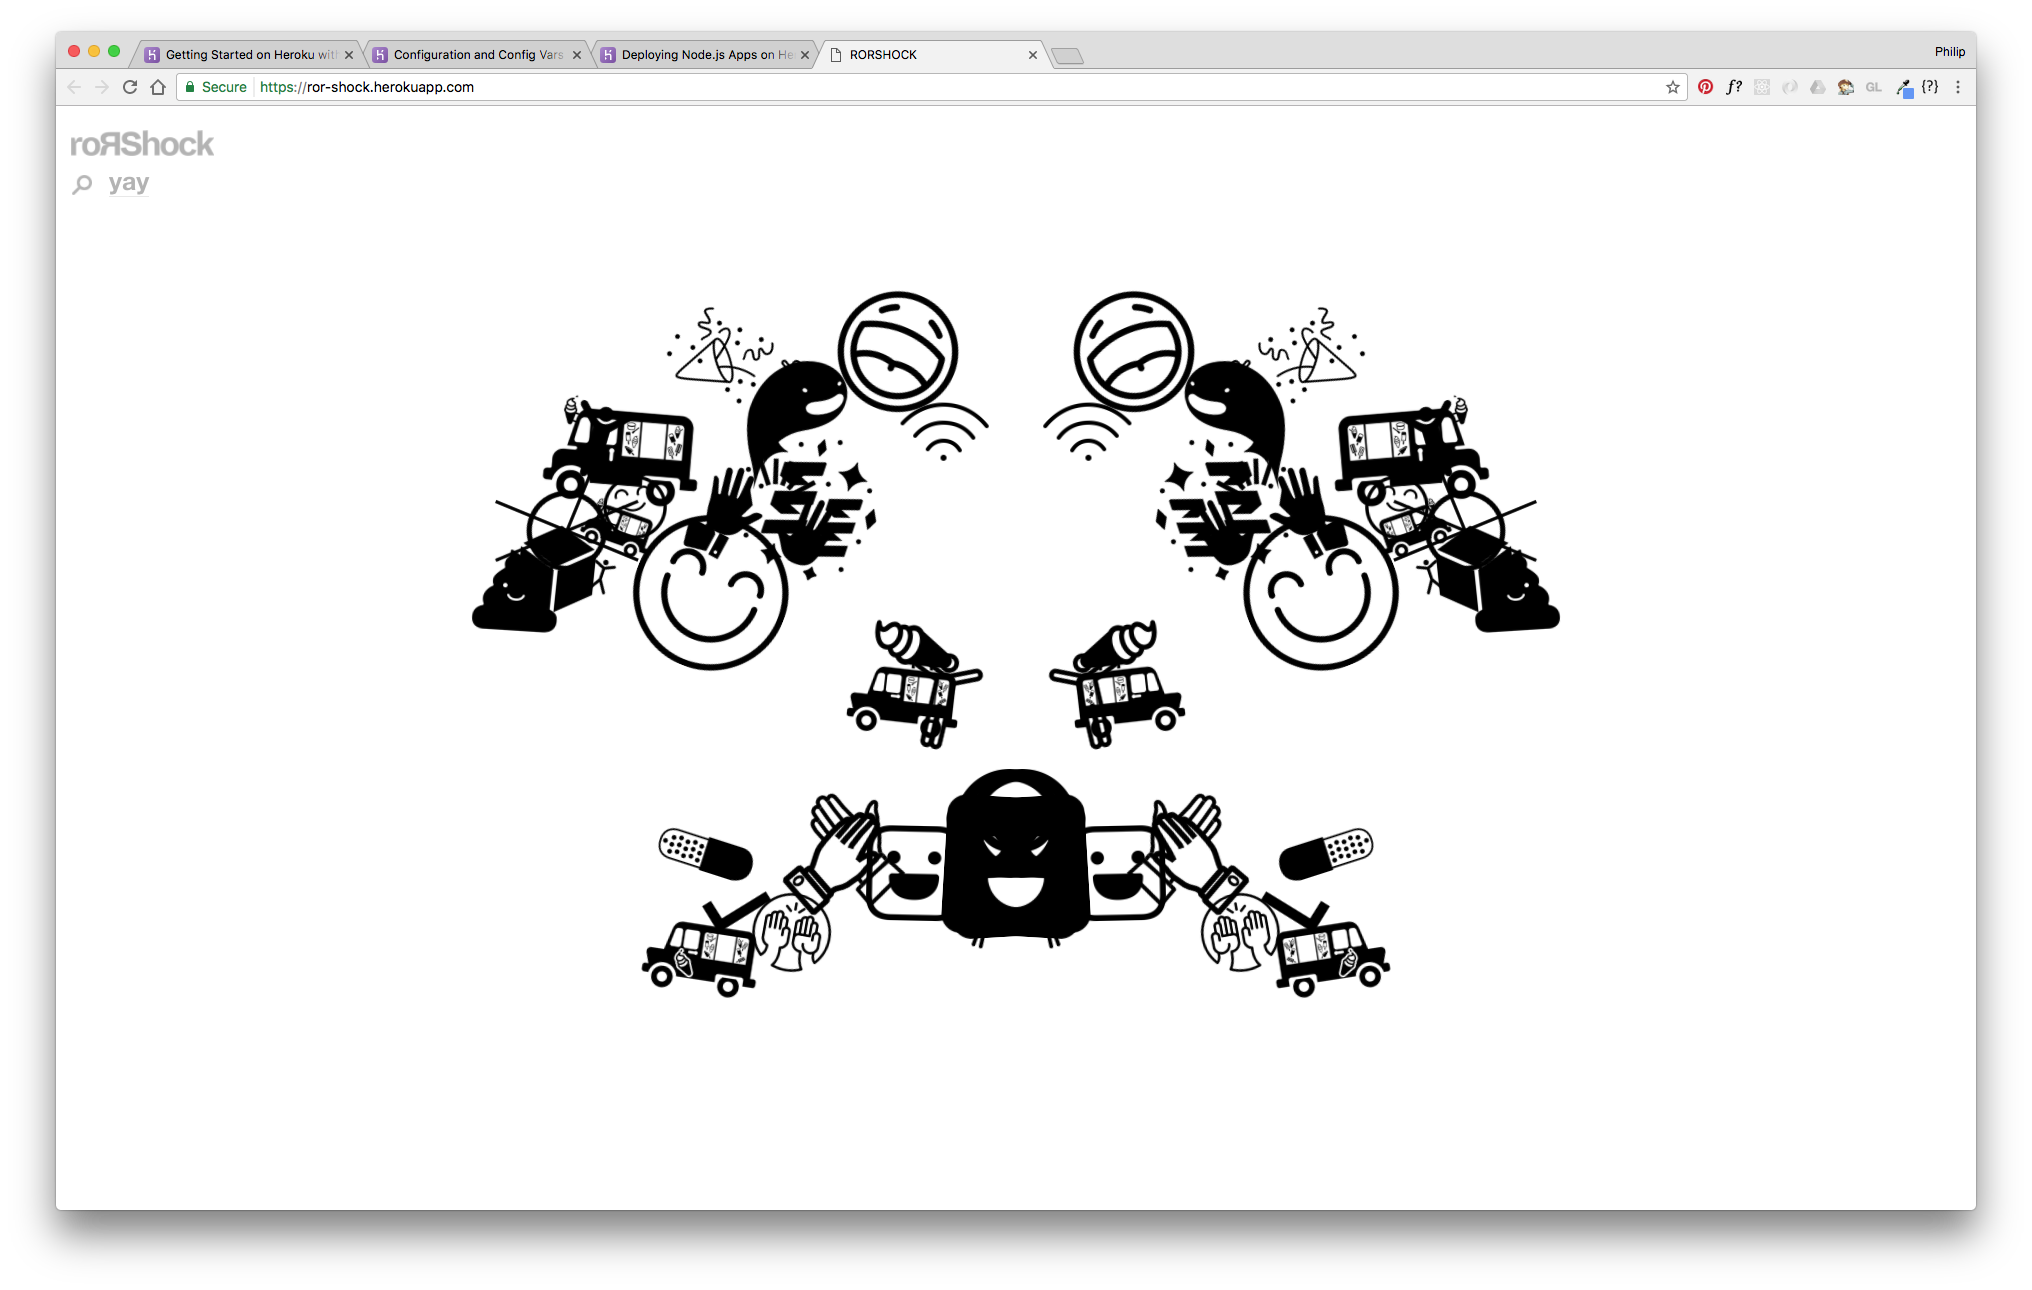 Getting Started on Heroku wit
Configuration and Config Vars
Deploying Node.js Apps on He
RORSHOCK
Philip
Secure
https://ror-shock.herokuapp.com
f?
GL
{?}
roЯShock
yay